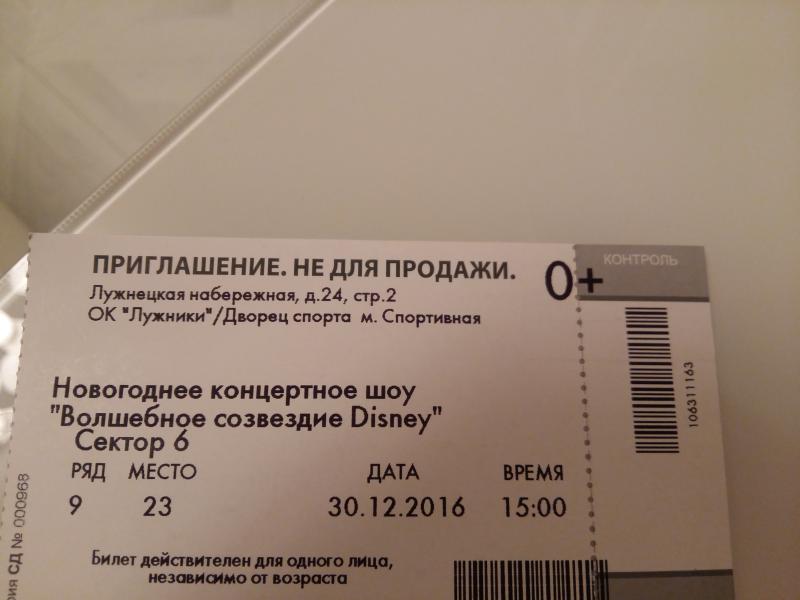 ПРИГЛАШЕНИЕ. НЕ ДЛЯ ПРОДАЖИ.
0+
КОНТРОЛЬ
Лужнецкая набережная, д.24, стр.2
ОК "Лужники"/Дворец спорта м. Спортивная
106311163
Новогоднее концертное шоу
"Волшебное созвездие Disney"
Сектор 6
РЯД МЕСТО ДАТА ВРЕМЯ
9 23 30.12.2016 15:00
Билет действителен для одного лица,
независимо от возраста
СД № 000968